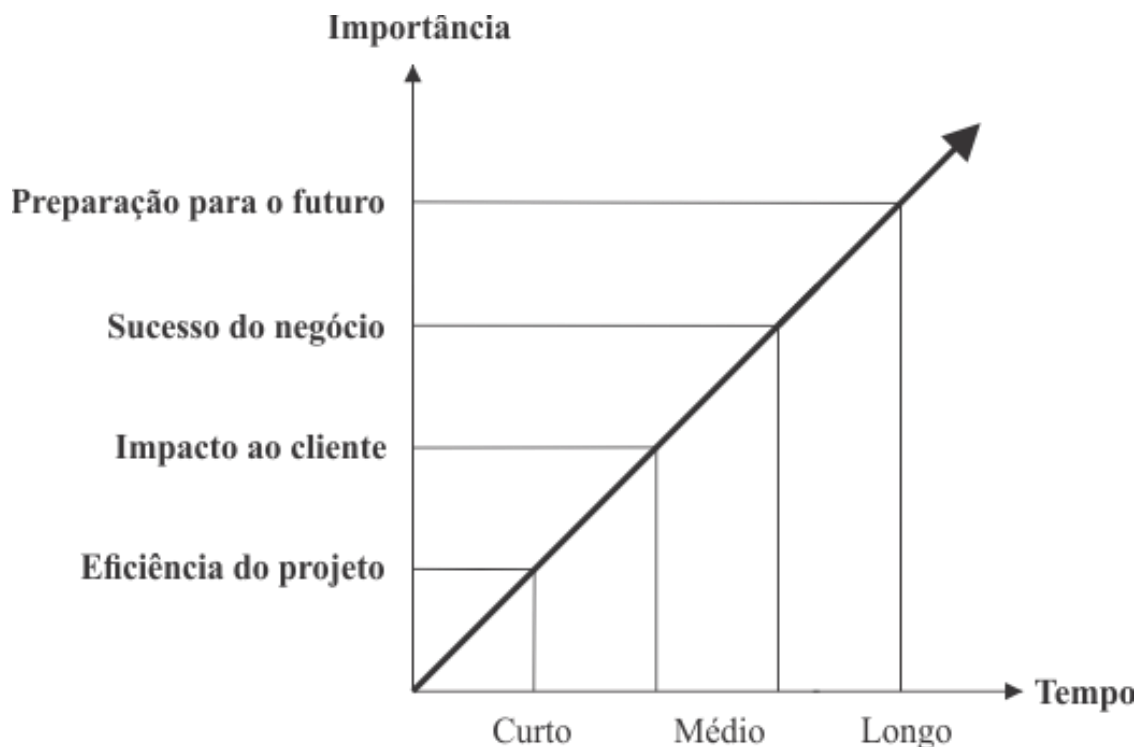 Importância
Preparação para o futuro
Sucesso do negócio
Impacto ao cliente
Eficiência do projeto
Tempo
Curto
Médio
Longo